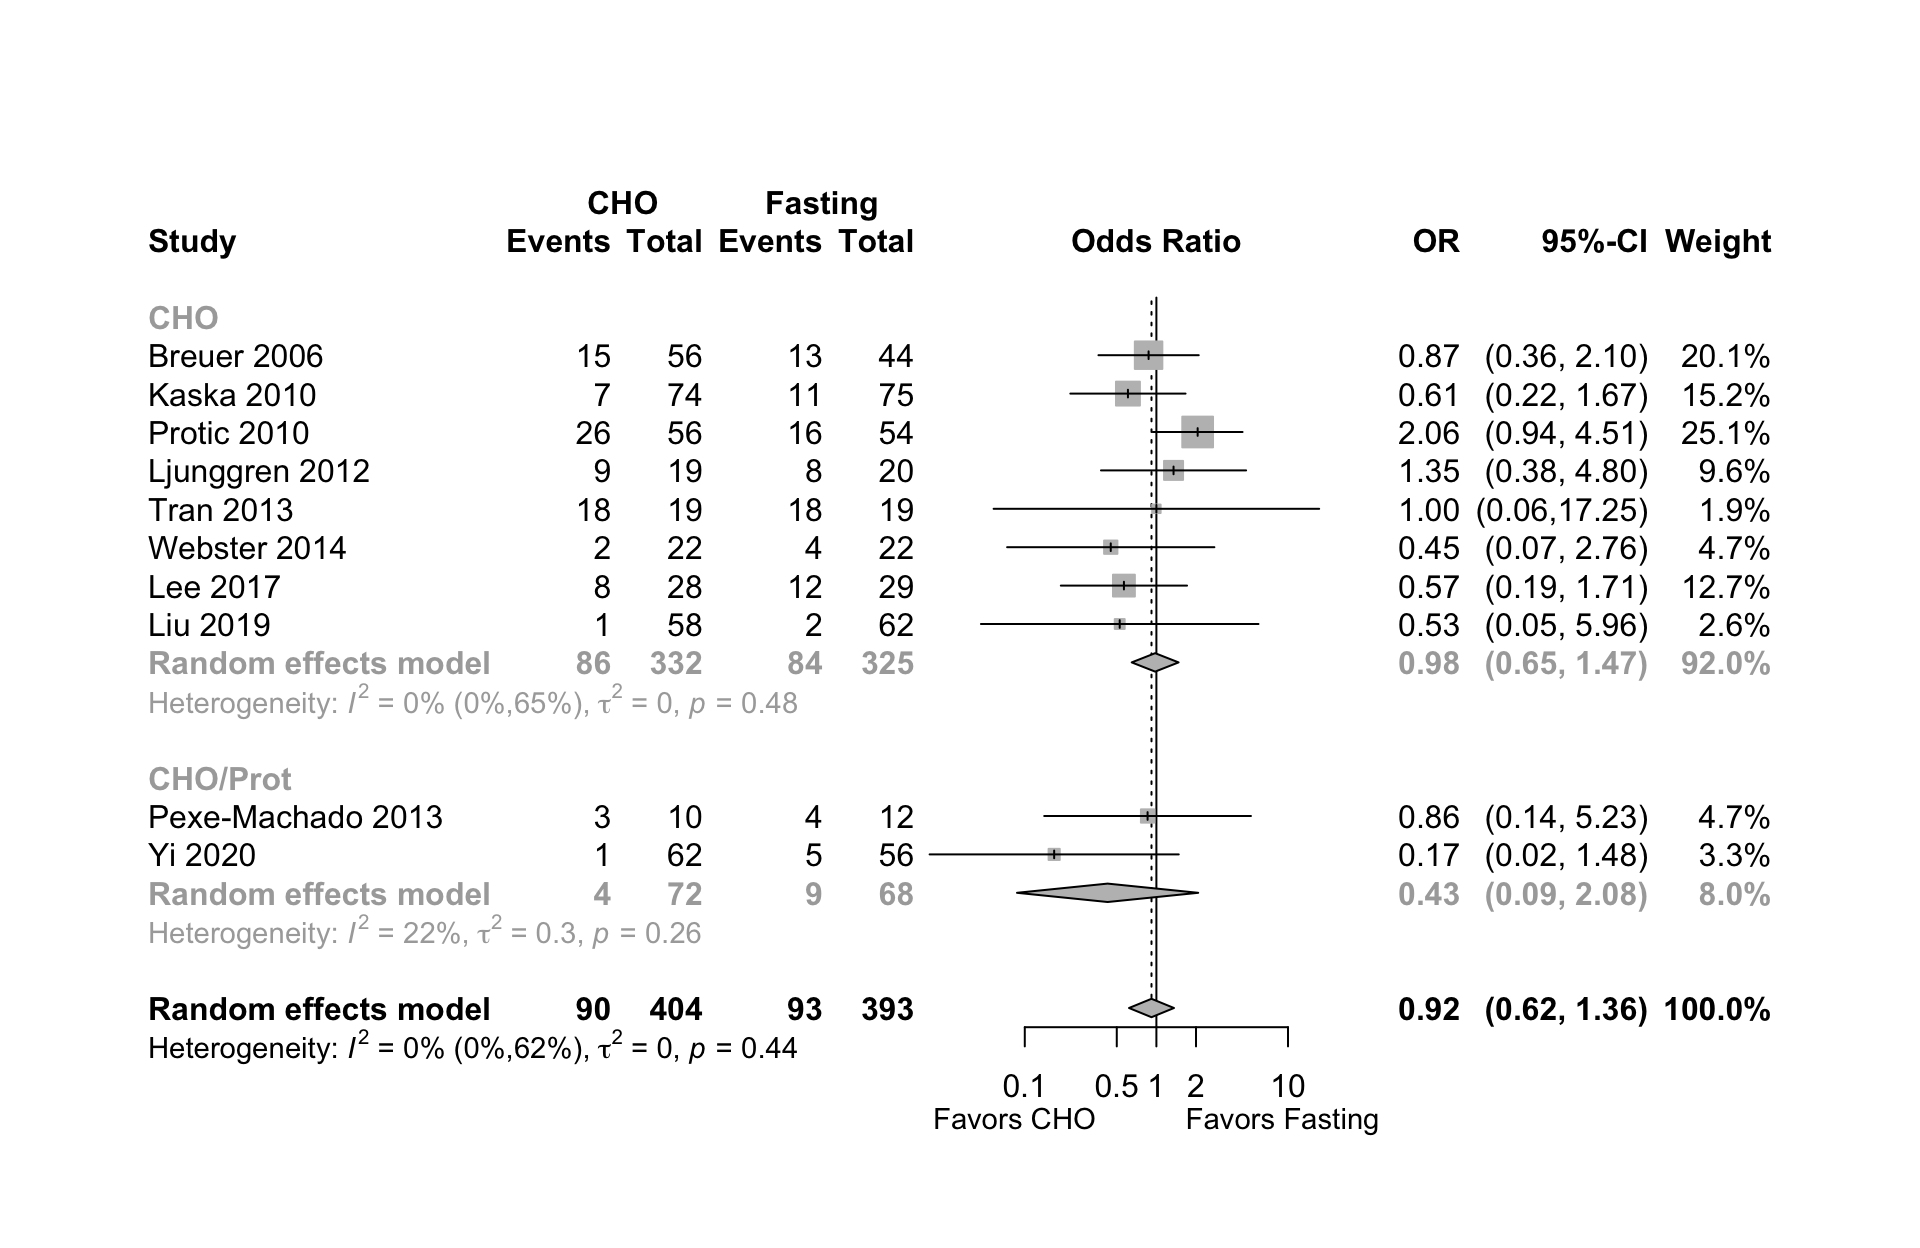 CHO Fasting
Study Events Total Events Total Odds Ratio OR 95%-CI Weight
CHO
Breuer 2006 15 56 13 44 0.87 (0.36, 2.10) 20.1%
Kaska 2010 7 74 11 75 0.61 (0.22, 1.67) 15.2%
Protic 2010 26 56 16 54 2.06 (0.94, 4.51) 25.1%
Ljunggren 2012 9 19 8 20 1.35 (0.38, 4.80) 9.6%
Tran 2013 18 19 18 19 1.00 (0.06,17.25) 1.9%
Webster 2014 2 22 4 22 0.45 (0.07, 2.76) 4.7%
Lee 2017 8 28 12 29 0.57 (0.19, 1.71) 12.7%
Liu 2019 1 58 2 62 0.53 (0.05, 5.96) 2.6%
Random effects model 86 332 84 325 0.98 (0.65, 1.47) 92.0%
Heterogeneity: I² = 0% (0%,65%), τ² = 0, p = 0.48
CHO/Prot
Pexe-Machado 2013 3 10 4 12 0.86 (0.14, 5.23) 4.7%
Yi 2020 1 62 5 56 0.17 (0.02, 1.48) 3.3%
Random effects model 4 72 9 68 0.43 (0.09, 2.08) 8.0%
Heterogeneity: I² = 22%, τ² = 0.3, p = 0.26
Random effects model 90 404 93 393 0.92 (0.62, 1.36) 100.0%
Heterogeneity: I² = 0% (0%,62%), τ² = 0, p = 0.44
0.1 0.5 1 2 10
Favors CHO Favors Fasting